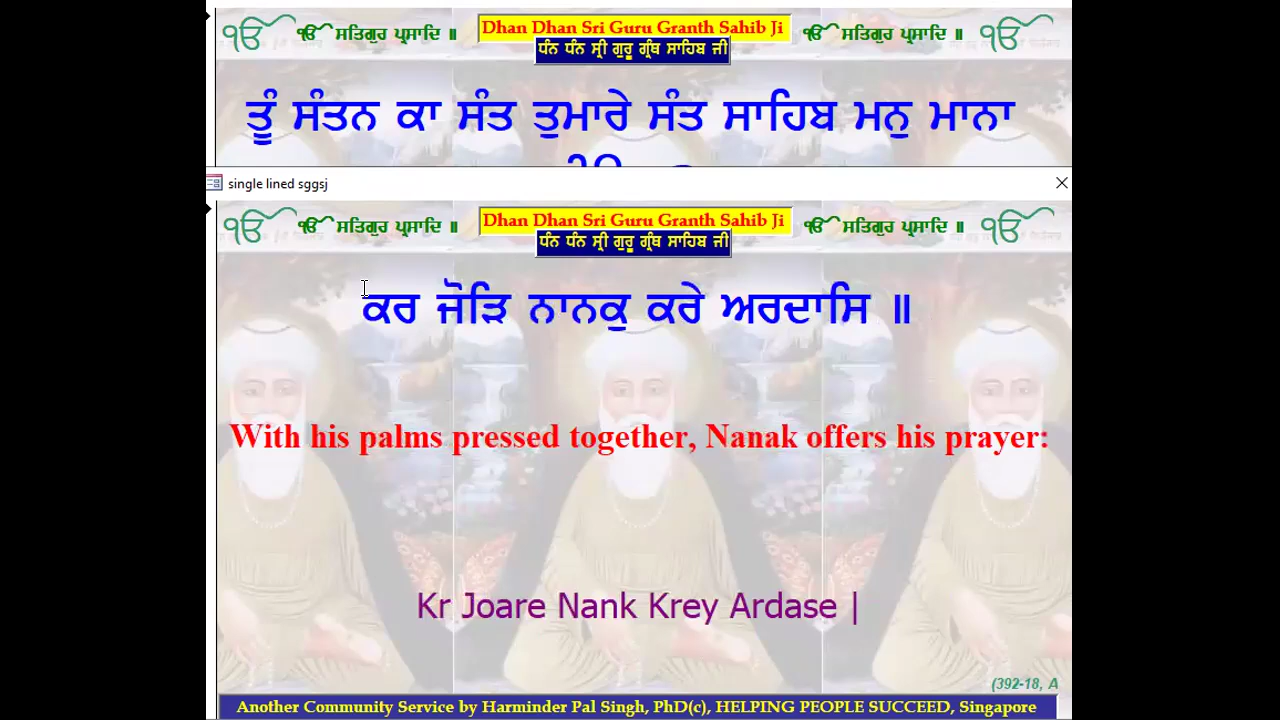 ੴ ੴ ਸਤਿਗੁਰ ਪ੍ਰਸਾਦਿ ॥ Dhan Dhan Sri Guru Granth Sahib Ji ੴ ਸਤਿਗੁਰ ਪ੍ਰਸਾਦਿ ॥ ੴ
ਧੰਨ ਧੰਨ ਸ੍ਰੀ ਗੁਰੂ ਗ੍ਰੰਥ ਸਾਹਿਬ ਜੀ
ਤੂੰ ਸੰਤਨ ਕਾ ਸੰਤ ਤੁਮਾਰੇ ਸੰਤ ਸਾਹਿਬ ਮਨੁ ਮਾਨਾ
single lined sggsj
ੴ ੴ ਸਤਿਗੁਰ ਪ੍ਰਸਾਦਿ ॥ Dhan Dhan Sri Guru Granth Sahib Ji ੴ ਸਤਿਗੁਰ ਪ੍ਰਸਾਦਿ ॥ ੴ
ਧੰਨ ਧੰਨ ਸ੍ਰੀ ਗੁਰੂ ਗ੍ਰੰਥ ਸਾਹਿਬ ਜੀ
ਕਰ ਜੋੜਿ ਨਾਨਕੁ ਕਰੇ ਅਰਦਾਸਿ ॥
With his palms pressed together, Nanak offers his prayer:
Kr Joare Nank Krey Ardase |
(392-18, A
Another Community Service by Harminder Pal Singh, PhD(c), HELPING PEOPLE SUCCEED, Singapore